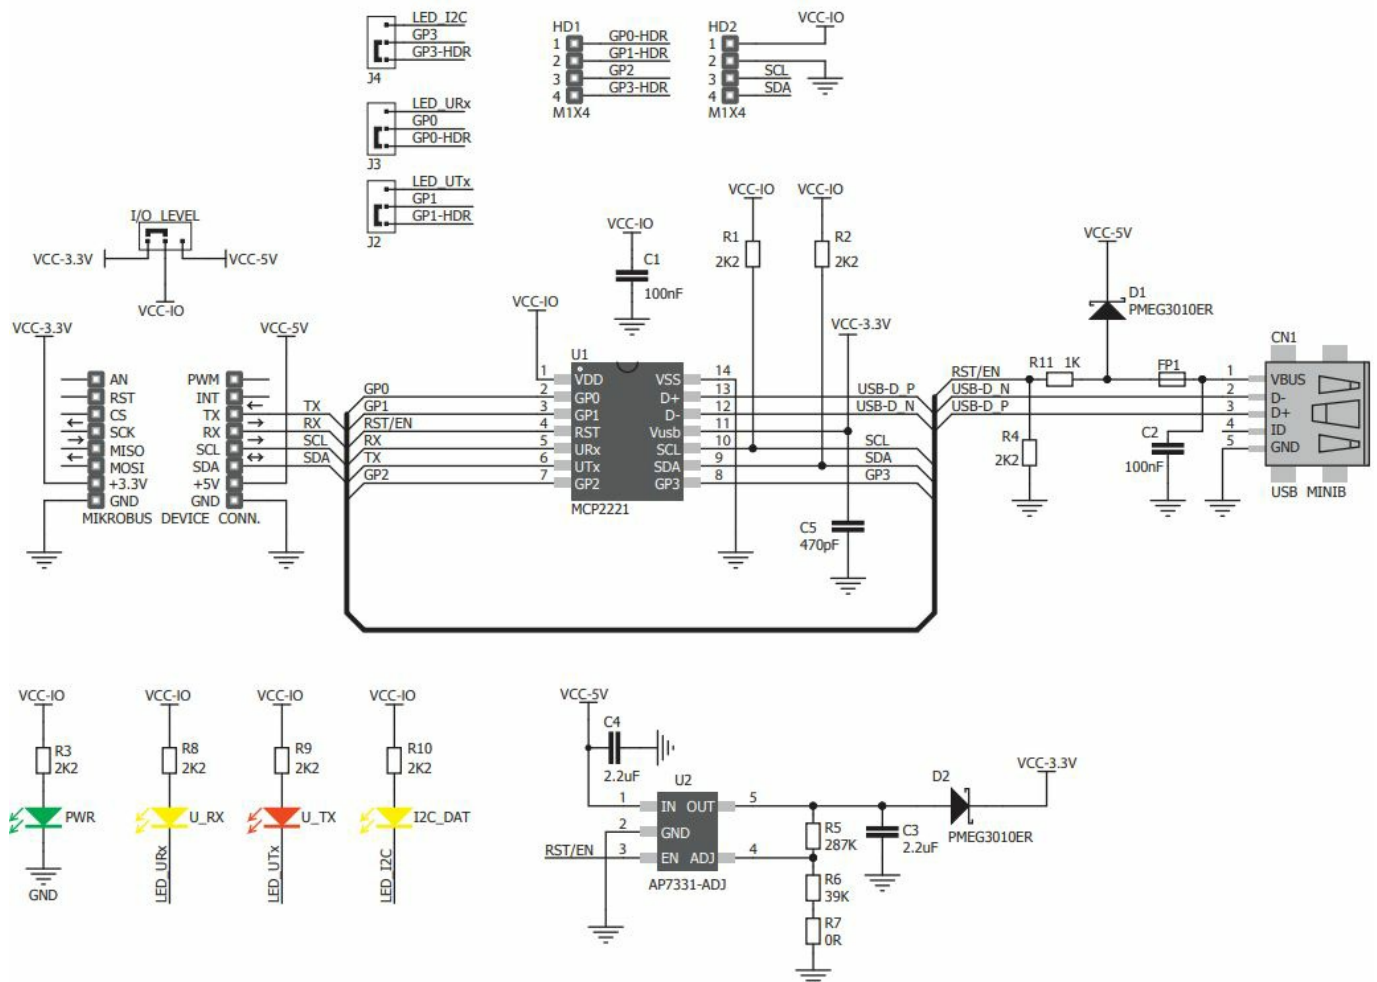 LED_I2C
GP3
GP3-HDR
J4
LED_URx
GP0
GP0-HDR
J3
LED_UTx
GP1
GP1-HDR
J2
HD1
1 GP0-HDR
2 GP1-HDR
3 GP2
4 GP3-HDR
M1X4
VCC-IO
HD2
1
2
3 SCL
4 SDA
M1X4
I/O LEVEL
VCC-3.3V VCC-5V
VCC-IO
VCC-3.3V VCC-5V
AN PWM
RST INT
CS TX TX
SCK RX RX
MISO SCL SCL
MOSI SDA SDA
+3.3V +5V
GND GND
MIKROBUS DEVICE CONN.
VCC-IO
C1
100nF
VCC-IO
R1
2K2
VCC-IO
R2
2K2
VCC-IO
VCC-3.3V
U1
1 VDD VSS 14
GP0 2 GP0 D+ 13 USB-D_P
GP1 3 GP1 D- 12 USB-D_N
RST/EN 4 RST Vusb 11
RX 5 URx SCL 10 SCL
TX 6 UTx SDA 9 SDA
GP2 7 GP2 GP3 8 GP3
MCP2221
C5
470pF
VCC-5V
D1
PMEG3010ER
RST/EN R11 1K FP1
USB-D_N
USB-D_P
R4
2K2
C2
100nF
CN1
1 VBUS
2 D-
3 D+
4 ID
5 GND
USB MINIB
VCC-IO
R3
2K2
PWR
GND
VCC-IO
R8
2K2
U_RX
LED_URx
VCC-IO
R9
2K2
U_TX
LED_UTx
VCC-IO
R10
2K2
I2C_DAT
LED_I2C
VCC-5V
C4
2.2uF
U2
1 IN OUT 5
2 GND
RST/EN 3 EN ADJ 4
AP7331-ADJ
R5
287K
R6
39K
R7
0R
C3
2.2uF
D2
PMEG3010ER
VCC-3.3V